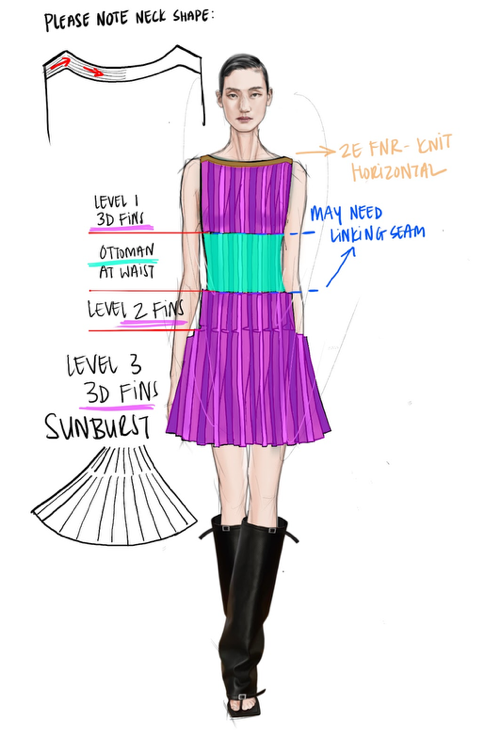 PLEASE NOTE NECK SHAPE:
2E FNR- KNIT
HORIZONTAL
LEVEL 1
3D FINS
MAY NEED
LINKING SEAM
OTTOMAN
AT WAIST
LEVEL 2 FINS
LEVEL 3
3D FINS
SUNBURST